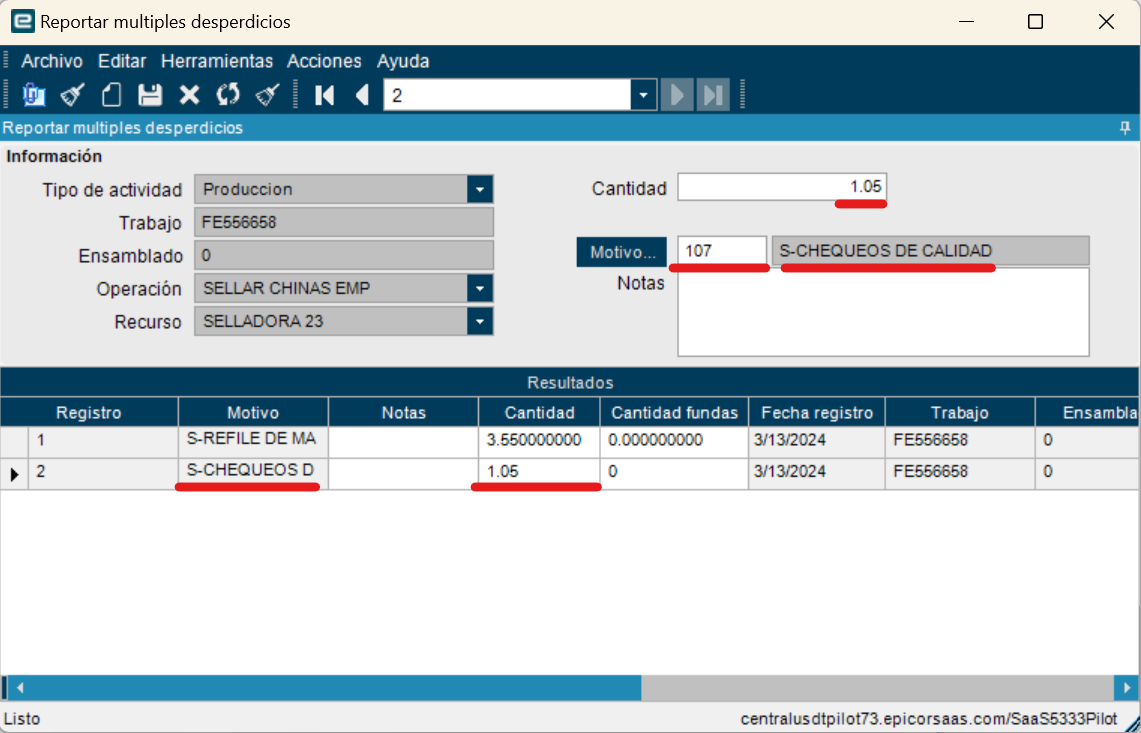 Reportar multiples desperdicios
Archivo Editar Herramientas Acciones Ayuda
2
Reportar multiples desperdicios
Información
Tipo de actividad Produccion Cantidad 1.05
Trabajo FE556658
Ensamblado 0 Motivo... 107 S-CHEQUEOS DE CALIDAD
Operación SELLAR CHINAS EMP Notas
Recurso SELLADORA 23
Resultados
Registro Motivo Notas Cantidad Cantidad fundas Fecha registro Trabajo Ensambla
1 S-REFILE DE MA 3.550000000 0.000000000 3/13/2024 FE556658 0
2 S-CHEQUEOS D 1.05 0 3/13/2024 FE556658 0
Listo centralusdtpilot73.epicorsaas.com/SaaS5333Pilot